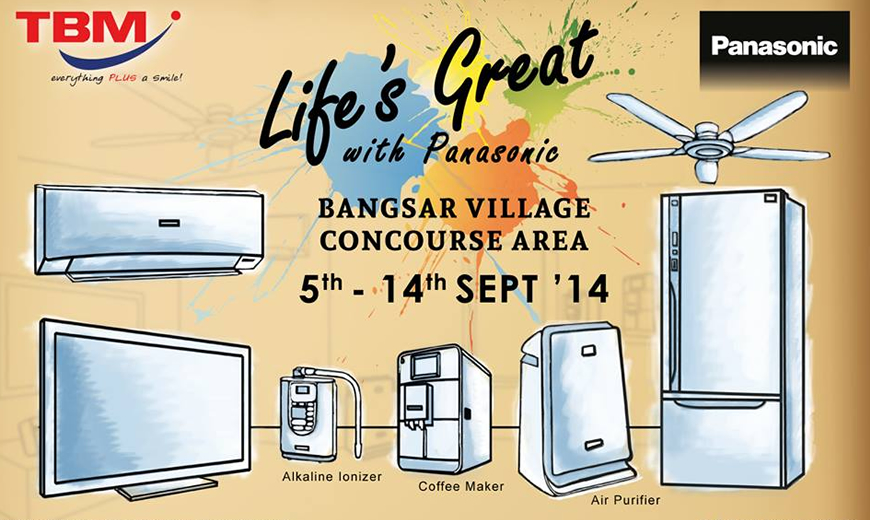 TBM
everything PLUS a smile!
Panasonic
Life's Great
with Panasonic
BANGSAR VILLAGE
CONCOURSE AREA
5th - 14th SEPT '14
Alkaline Ionizer
Coffee Maker
Air Purifier